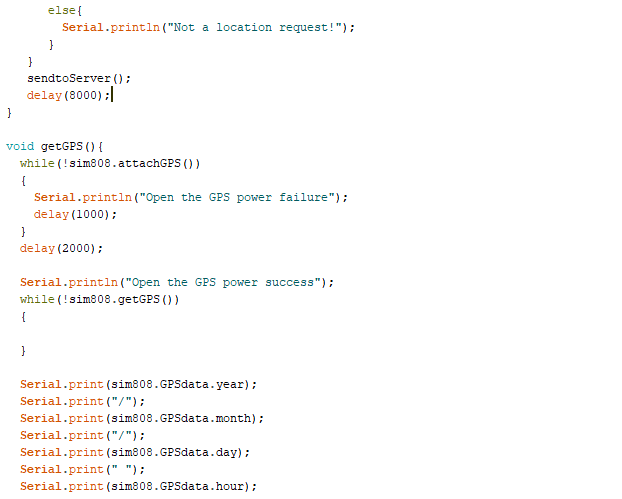 else{
Serial.println("Not a location request!");
}
}
sendtoServer();
delay(8000);
}
void getGPS(){
while(!sim808.attachGPS())
{
Serial.println("Open the GPS power failure");
delay(1000);
}
delay(2000);
Serial.println("Open the GPS power success");
while(!sim808.getGPS())
{
}
Serial.print(sim808.GPSdata.year);
Serial.print("/");
Serial.print(sim808.GPSdata.month);
Serial.print("/");
Serial.print(sim808.GPSdata.day);
Serial.print(" ");
Serial.print(sim808.GPSdata.hour);